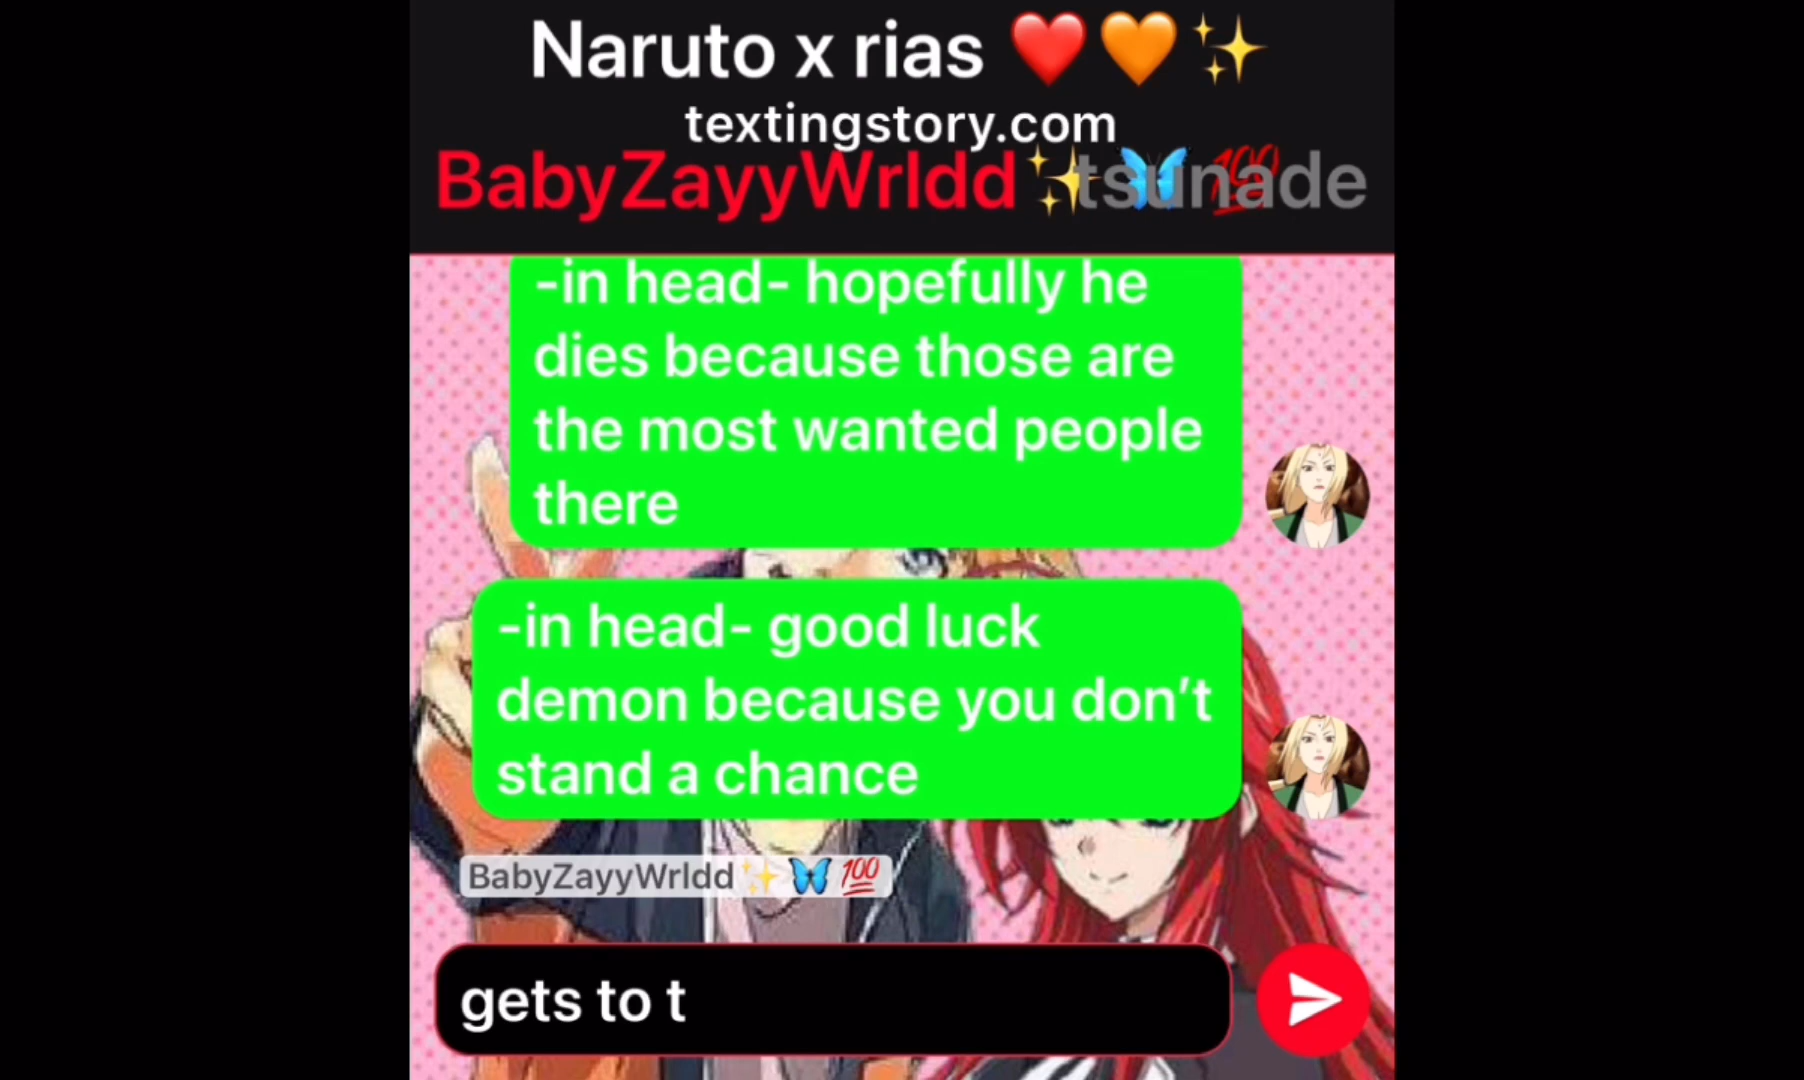 Naruto x rias ❤️🧡✨
textingstory.com
BabyZayyWrldd✨🦋💯
tsunade
-in head- hopefully he
dies because those are
the most wanted people
there
-in head- good luck
demon because you don’t
stand a chance
BabyZayyWrldd✨🦋💯
gets to t